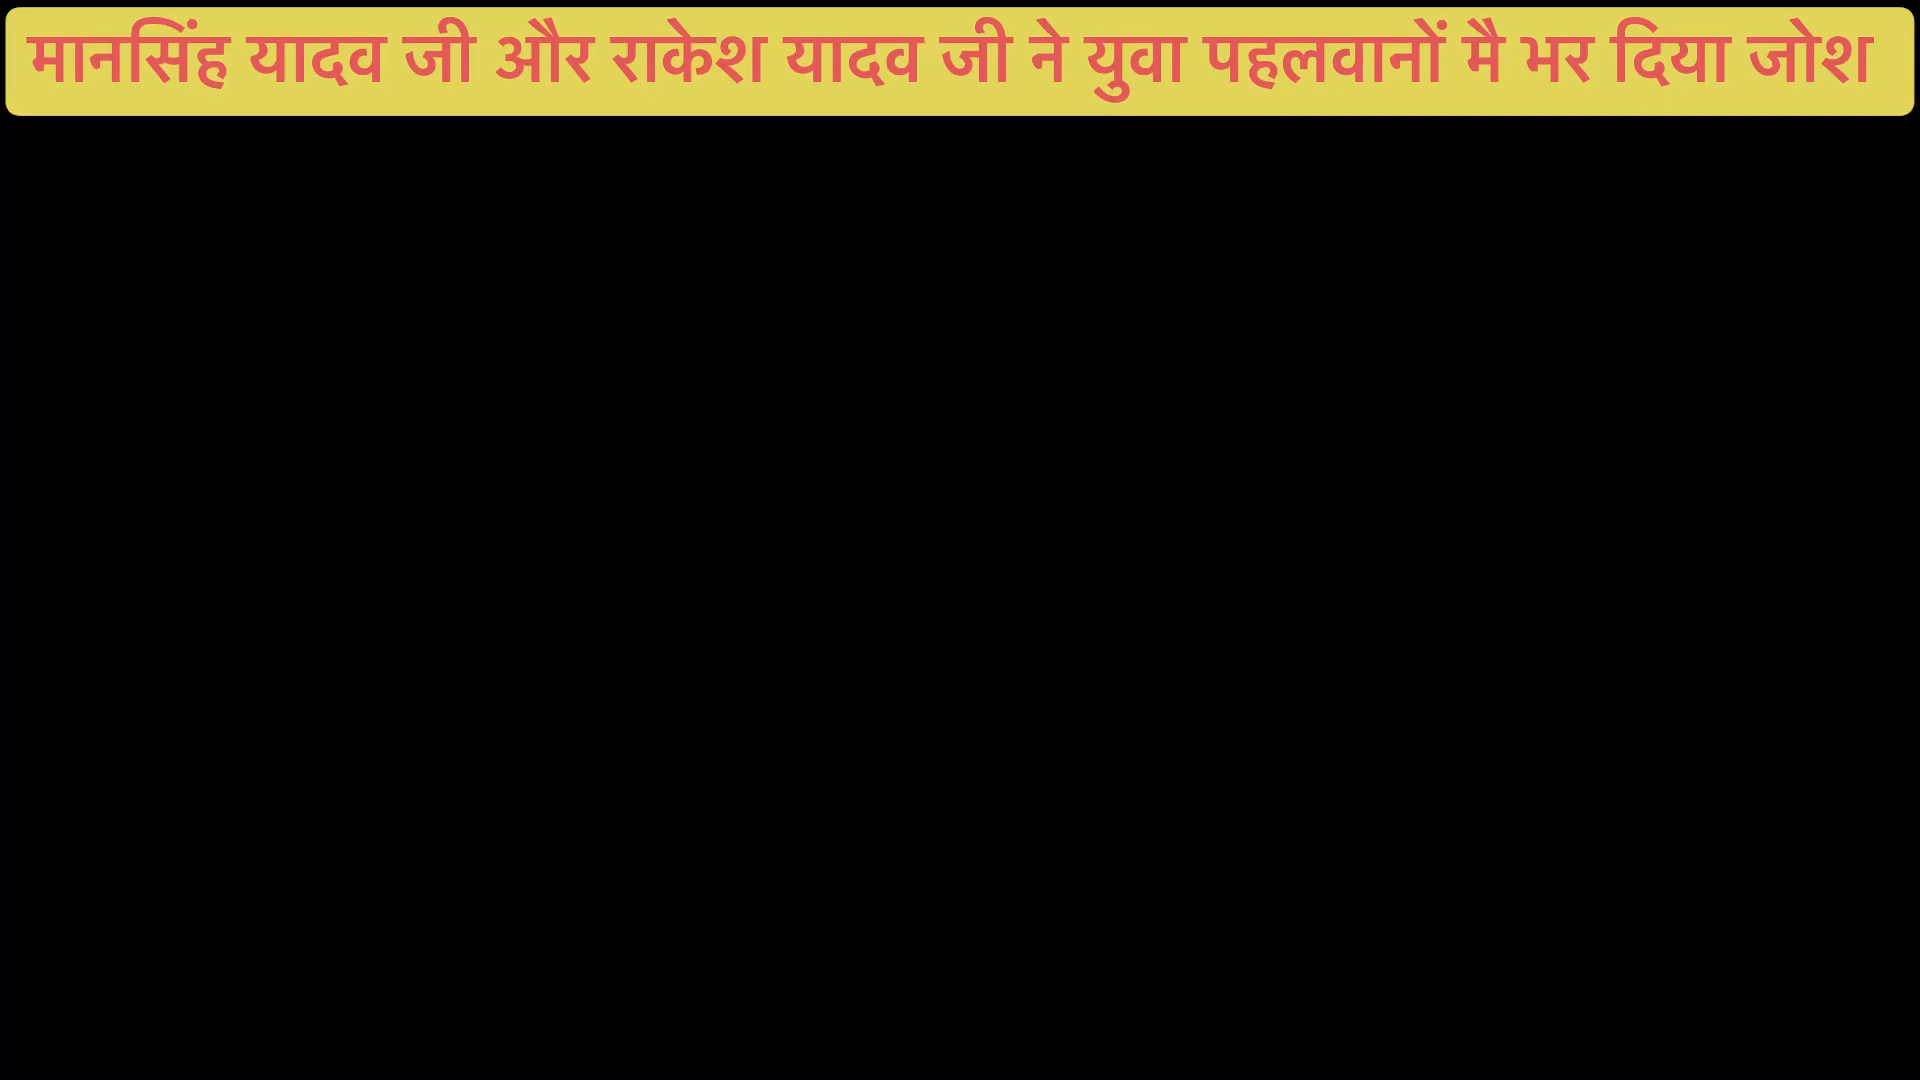 मानसिंह यादव जी और राकेश यादव जी ने युवा पहलवानों मै भर दिया जोश